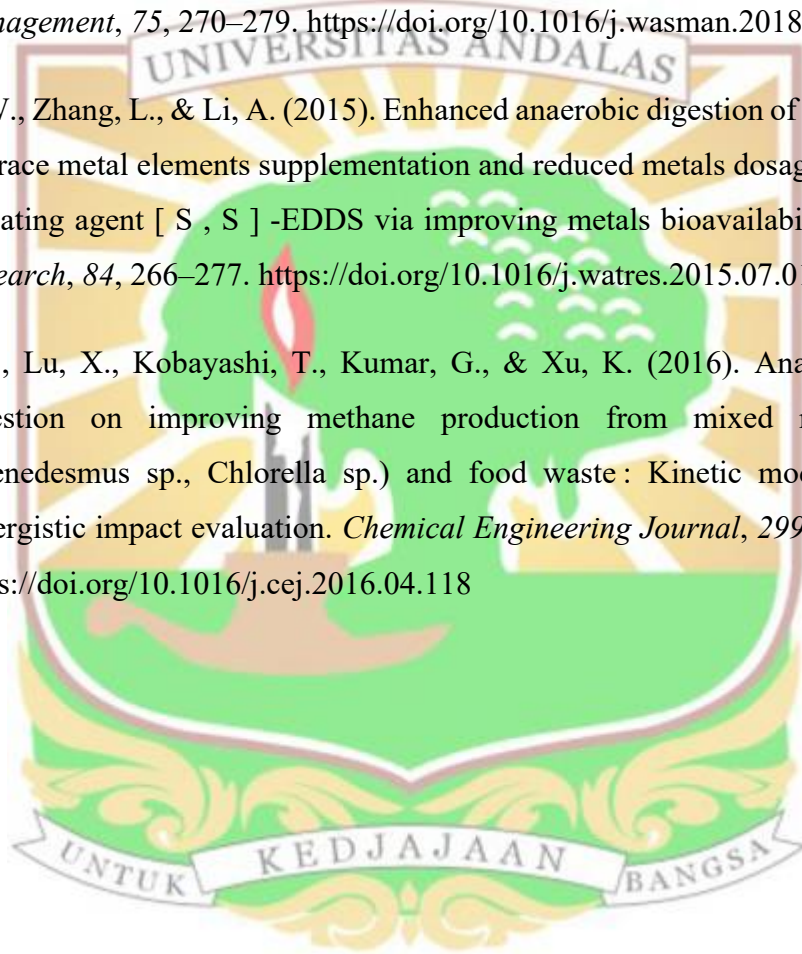 nagement, 75, 270–279. https://doi.org/10.1016/j.wasman.2018
UNIVERSITAS ANDALAS
V., Zhang, L., & Li, A. (2015). Enhanced anaerobic digestion of
race metal elements supplementation and reduced metals dosag
ating agent [ S , S ] -EDDS via improving metals bioavailabi
search, 84, 266–277. https://doi.org/10.1016/j.watres.2015.07.01
., Lu, X., Kobayashi, T., Kumar, G., & Xu, K. (2016). Ana
estion on improving methane production from mixed
enedesmus sp., Chlorella sp.) and food waste : Kinetic mod
ergistic impact evaluation. Chemical Engineering Journal, 299
s://doi.org/10.1016/j.cej.2016.04.118
UNTUK KEDJAJAAN BANGSA